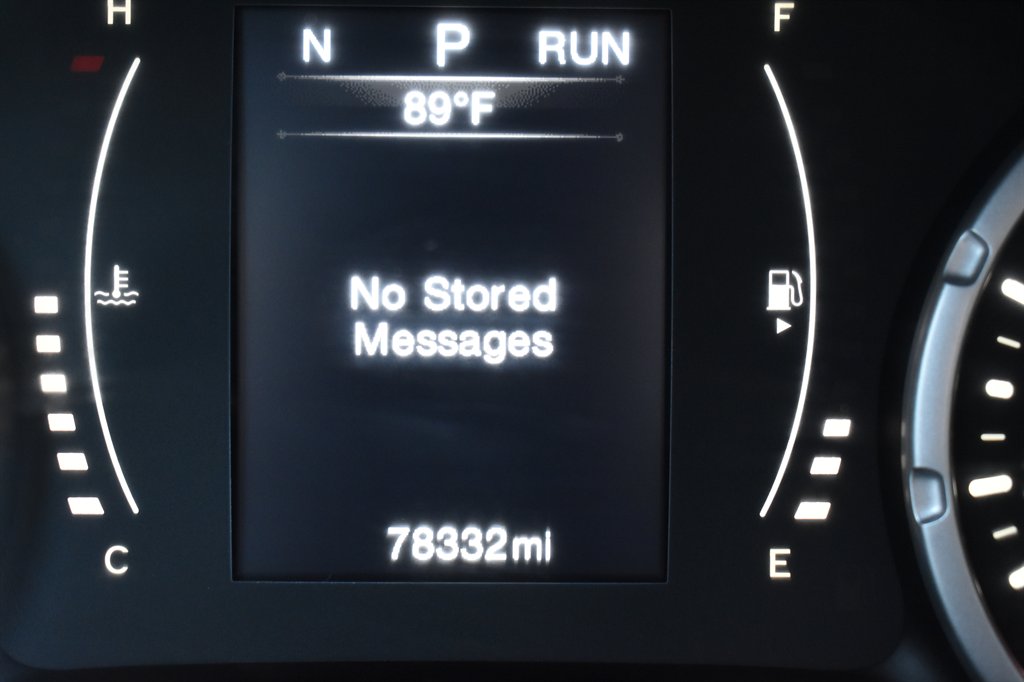 H
F
N P RUN
89°F
No Stored
Messages
78332mi
C
E